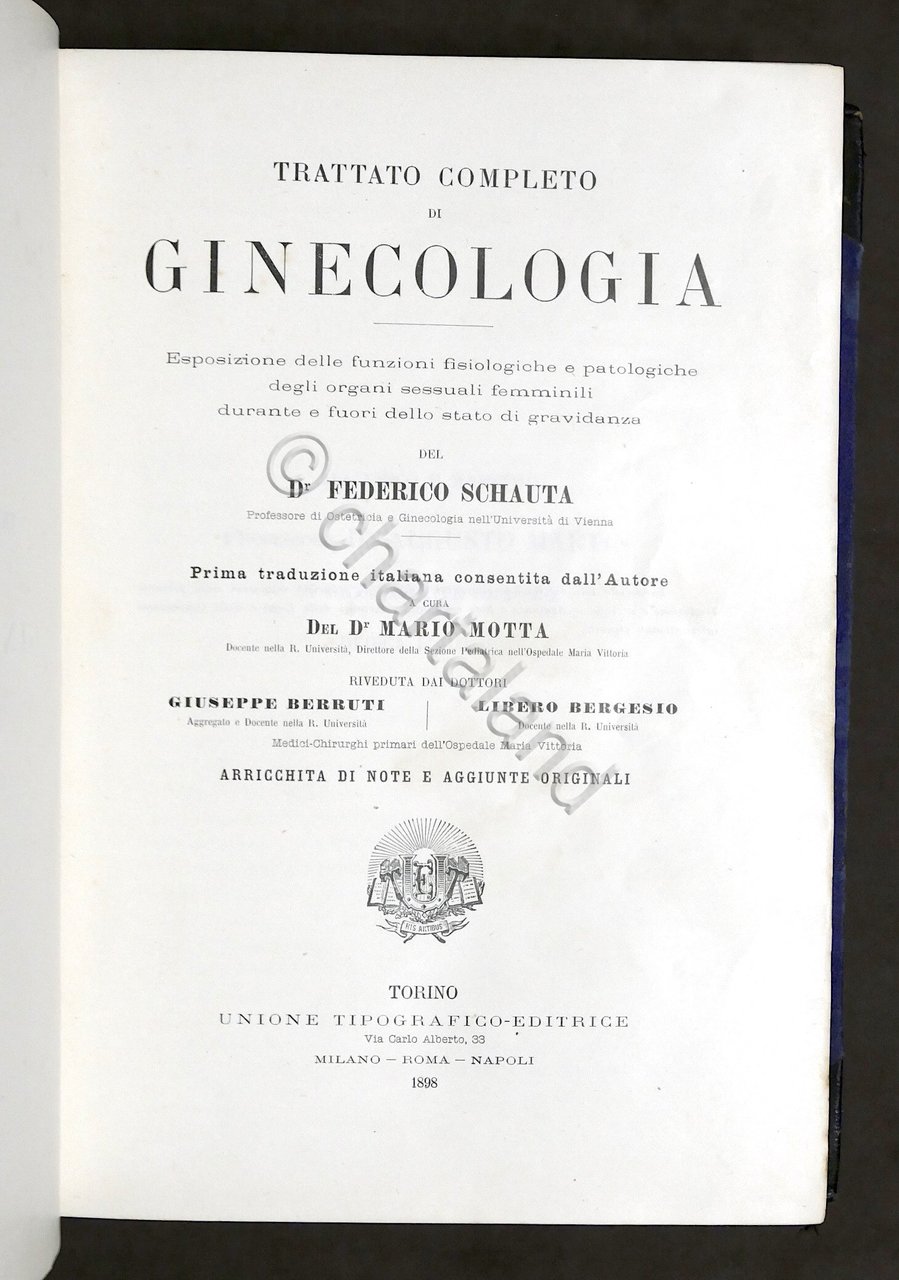 TRATTATO COMPLETO
DI
GINECOLOGIA
Esposizione delle funzioni fisiologiche e patologiche
degli organi sessuali femminili
durante e fuori dello stato di gravidanza
DEL
Dr FEDERICO SCHAUTA
Professore di Ostetricia e Ginecologia nell'Università di Vienna
Prima traduzione italiana consentita dall'Autore
A CURA
DEL Dr MARIO MOTTA
Docente nella R. Università, Direttore della Sezione Pediatrica nell'Ospedale Maria Vittoria
RIVEDUTA DAI DOTTORI
GIUSEPPE BERRUTI
Aggregato e Docente nella R. Università
LIBERO BERGESIO
Docente nella R. Università
Medici-Chirurghi primari dell'Ospedale Maria Vittoria
ARRICCHITA DI NOTE E AGGIUNTE ORIGINALI
HIS ARTIBUS
TORINO
UNIONE TIPOGRAFICO-EDITRICE
Via Carlo Alberto, 33
MILANO — ROMA — NAPOLI
1898
© chartaland